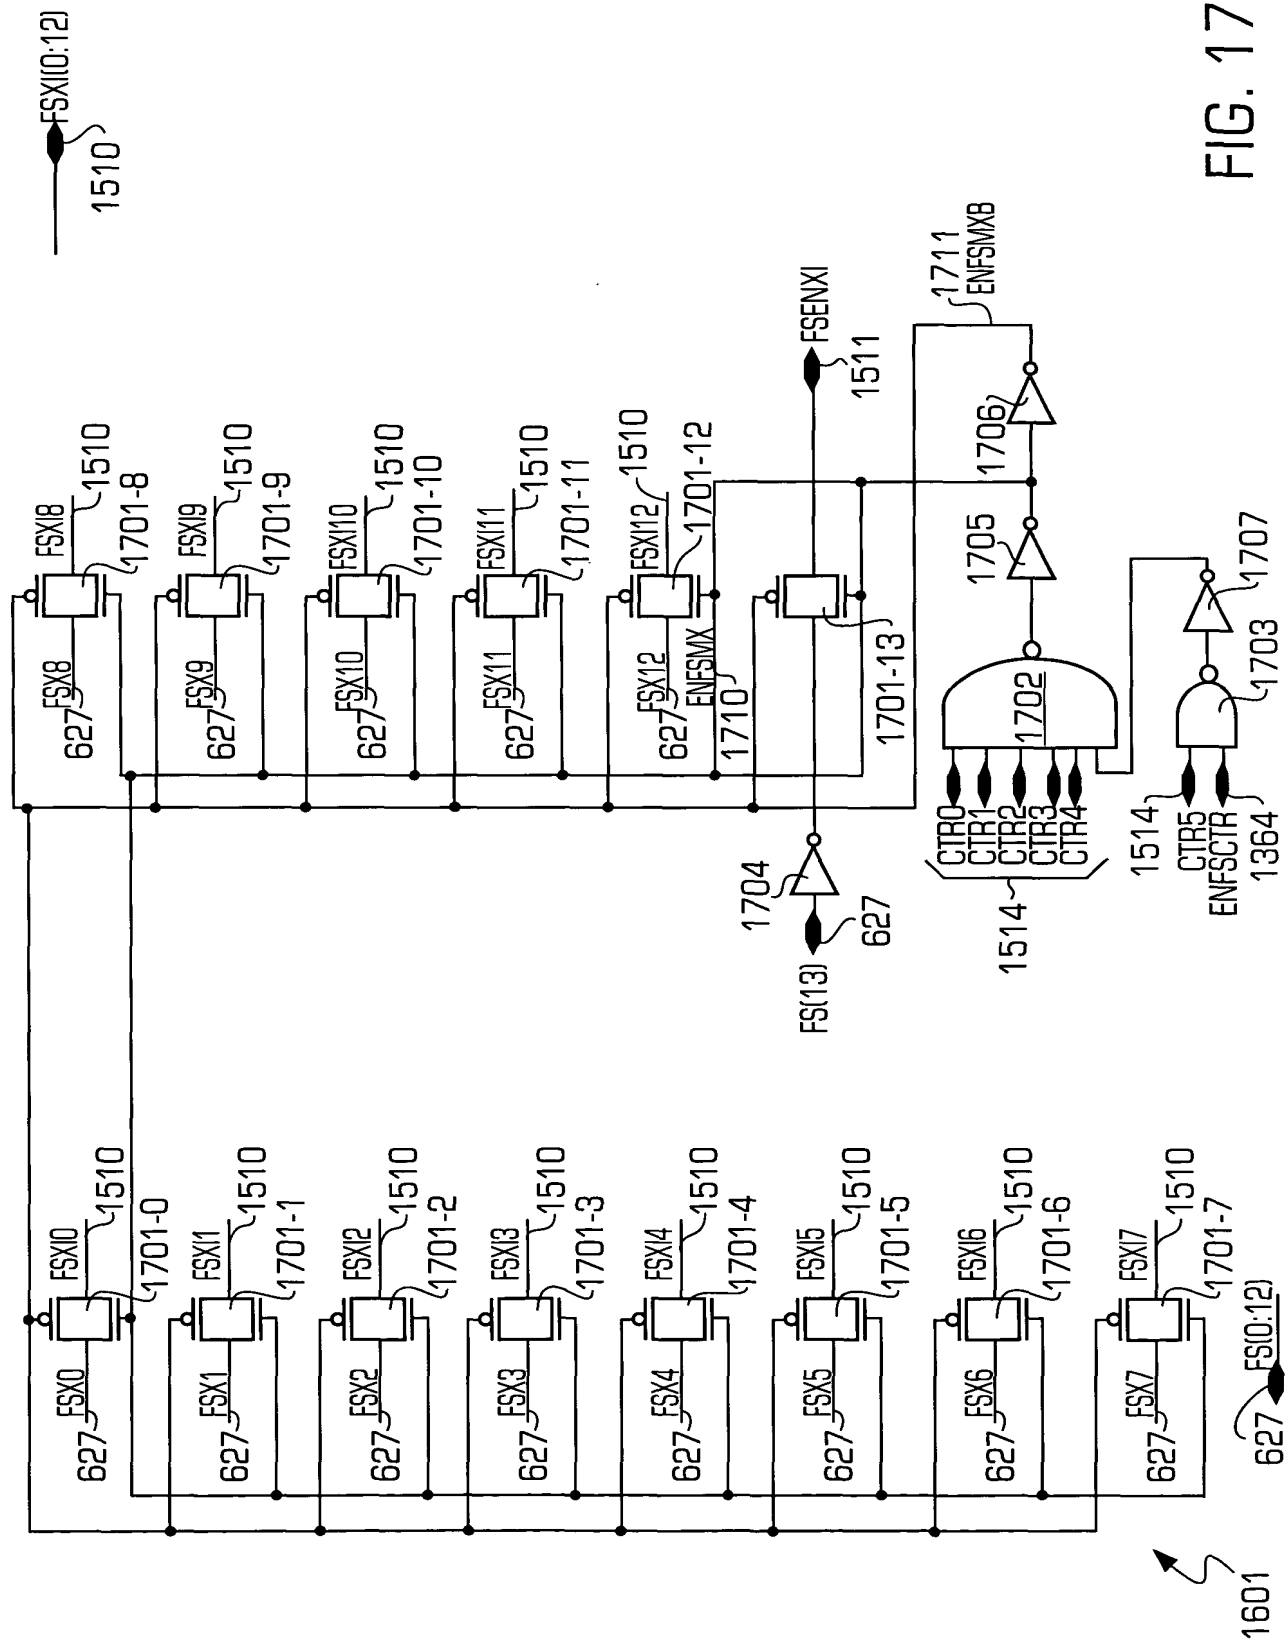 FSXI(0:12)
1510
FSX0
627
FSXI0
1510
1701-0
FSX1
627
FSXI1
1510
1701-1
FSX2
627
FSXI2
1510
1701-2
FSX3
627
FSXI3
1510
1701-3
FSX4
627
FSXI4
1510
1701-4
FSX5
627
FSXI5
1510
1701-5
FSX6
627
FSXI6
1510
1701-6
FSX7
627
FSXI7
1510
1701-7
627
FS(0:12)
FSX8
627
FSXI8
1510
1701-8
FSX9
627
FSXI9
1510
1701-9
FSX10
627
FSXI10
1510
1701-10
FSX11
627
FSXI11
1510
1701-11
FSX12
627
FSXI12
1510
1701-12
ENFSMX
1710
FS(13)
627
1704
1701-13
FSENXI
1511
CTR0
CTR1
CTR2
CTR3
CTR4
1514
1702
1705
1706
1711
ENFSMXB
1514
CTR5
ENFSCTR
1364
1703
1707
1601
FIG. 17